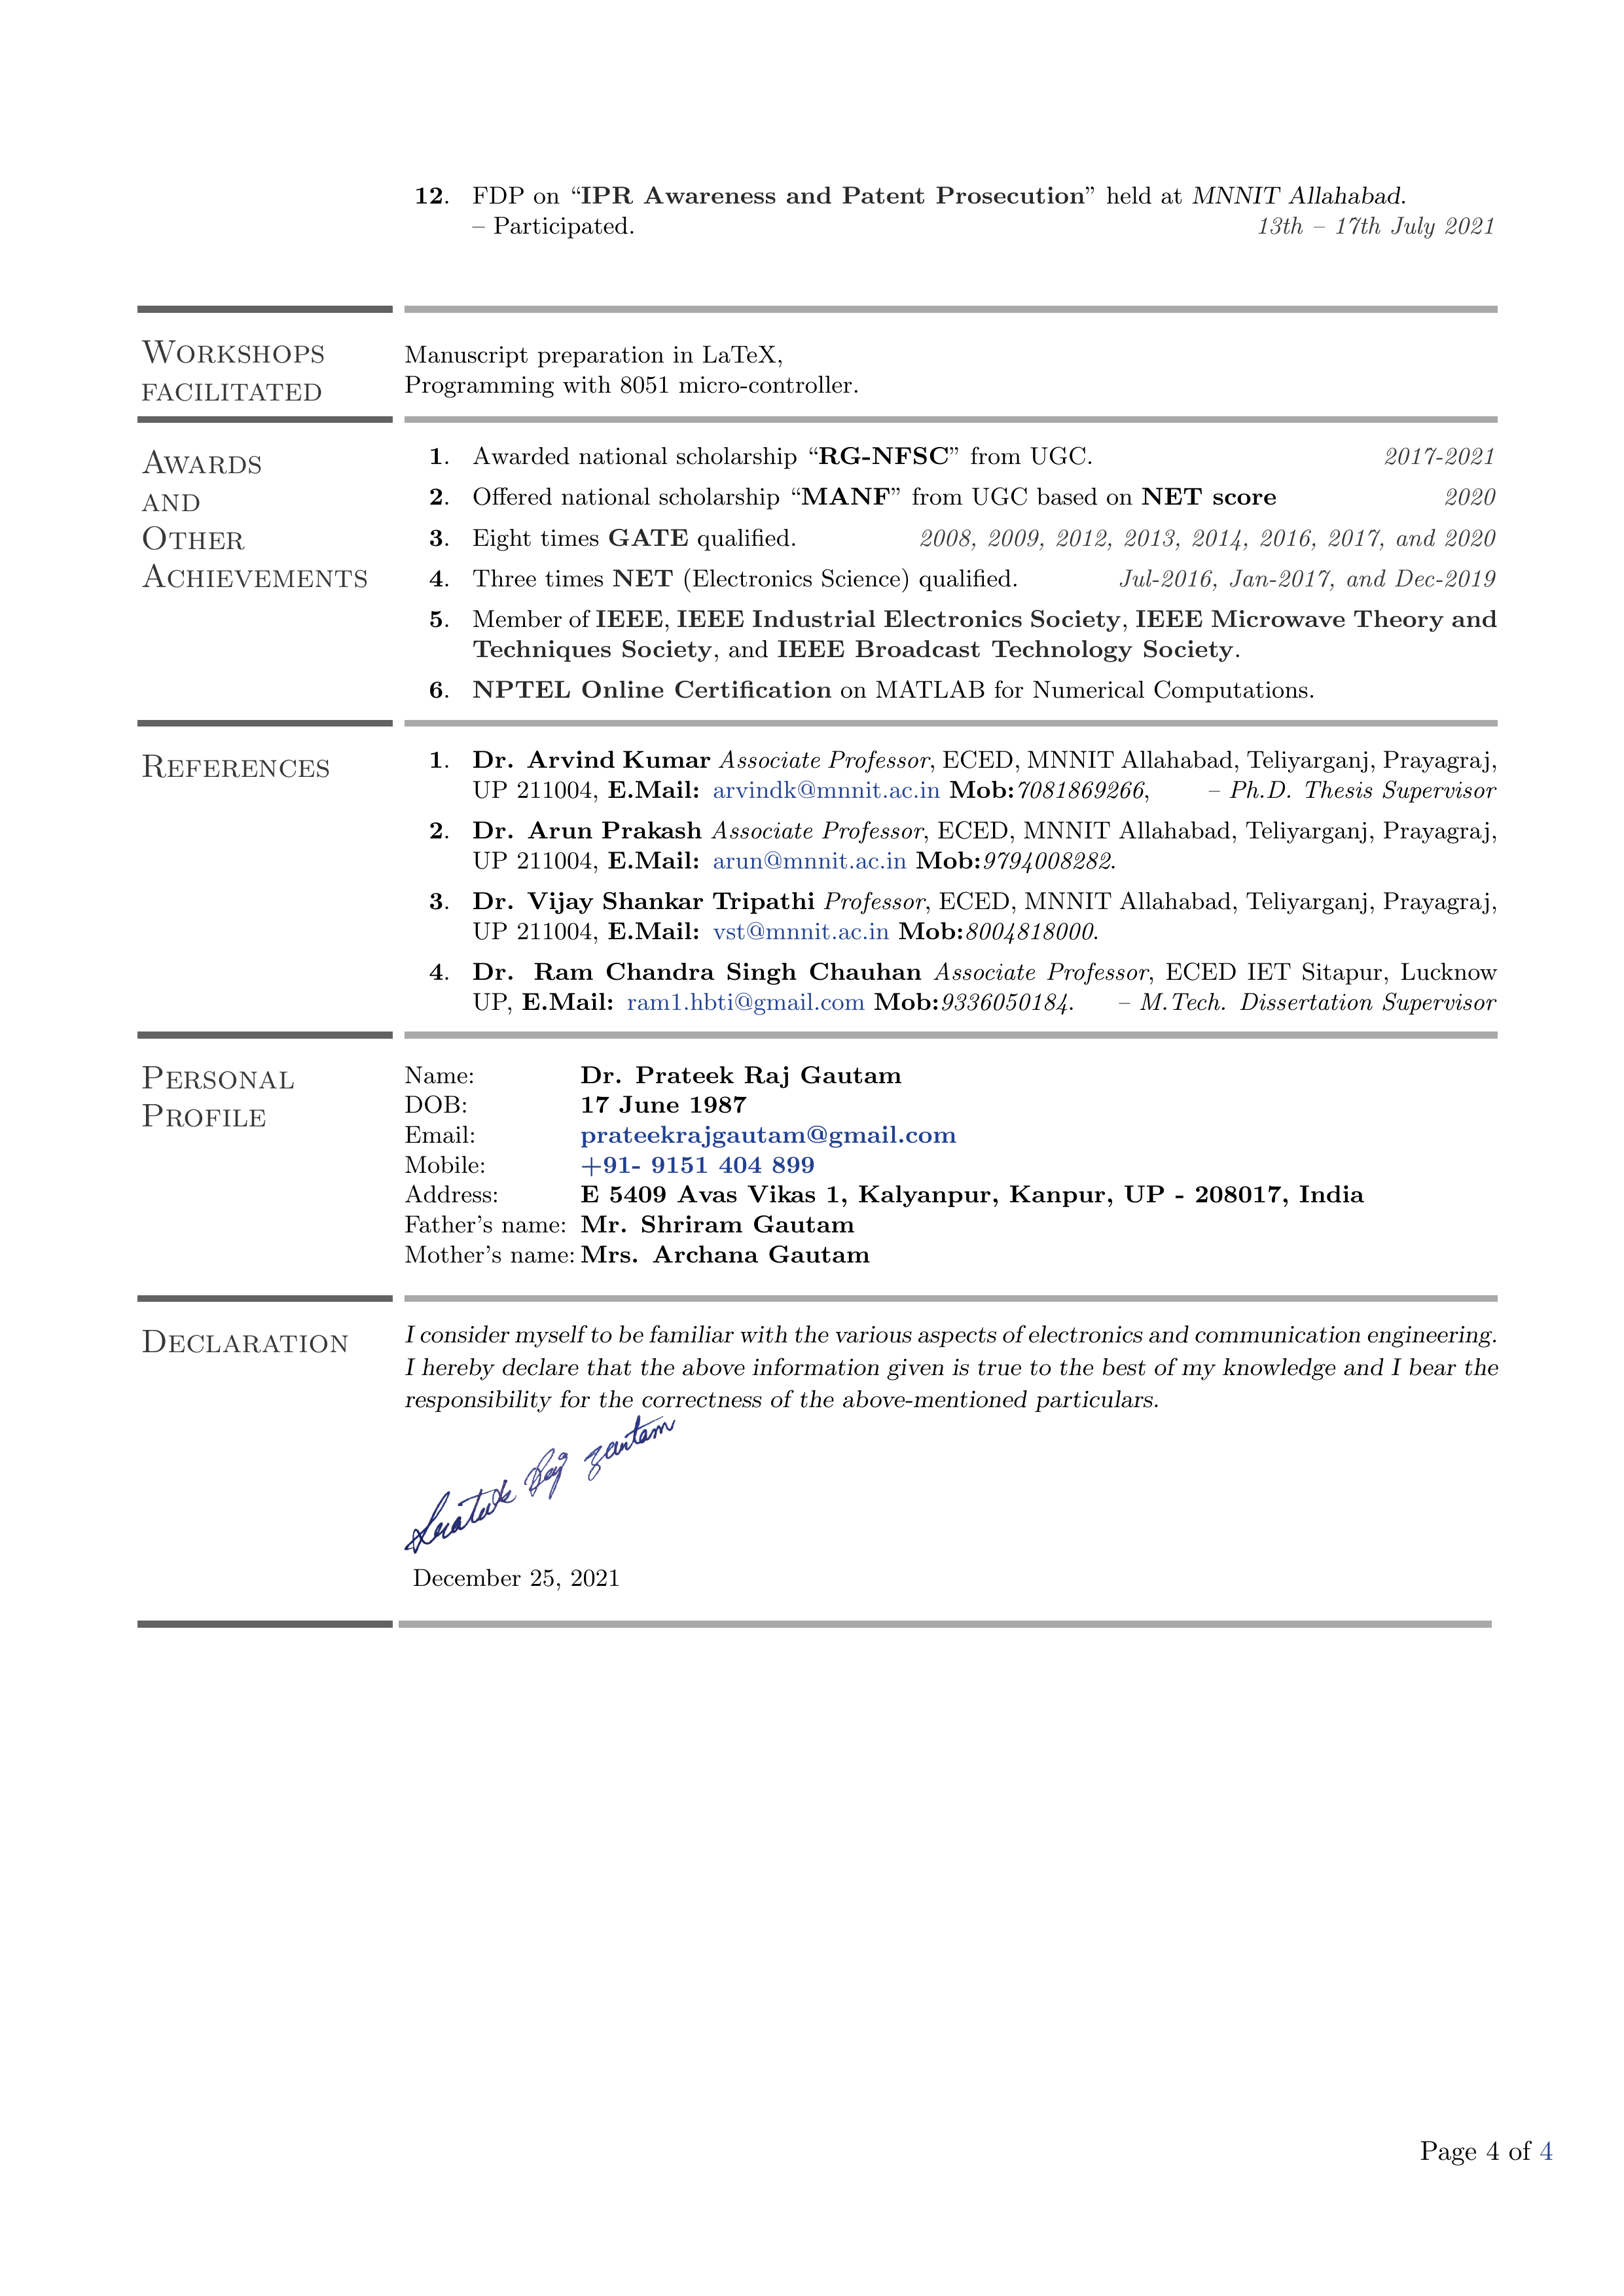 12. FDP on “IPR Awareness and Patent Prosecution” held at MNNIT Allahabad.
– Participated. 13th – 17th July 2021
Workshops
facilitated
Manuscript preparation in LaTeX,
Programming with 8051 micro-controller.
Awards
and
Other
Achievements
1. Awarded national scholarship “RG-NFSC” from UGC. 2017-2021
2. Offered national scholarship “MANF” from UGC based on NET score 2020
3. Eight times GATE qualified. 2008, 2009, 2012, 2013, 2014, 2016, 2017, and 2020
4. Three times NET (Electronics Science) qualified. Jul-2016, Jan-2017, and Dec-2019
5. Member of IEEE, IEEE Industrial Electronics Society, IEEE Microwave Theory and
Techniques Society, and IEEE Broadcast Technology Society.
6. NPTEL Online Certification on MATLAB for Numerical Computations.
References
1. Dr. Arvind Kumar Associate Professor, ECED, MNNIT Allahabad, Teliyarganj, Prayagraj,
UP 211004, E.Mail: arvindk@mnnit.ac.in Mob:7081869266, – Ph.D. Thesis Supervisor
2. Dr. Arun Prakash Associate Professor, ECED, MNNIT Allahabad, Teliyarganj, Prayagraj,
UP 211004, E.Mail: arun@mnnit.ac.in Mob:9794008282.
3. Dr. Vijay Shankar Tripathi Professor, ECED, MNNIT Allahabad, Teliyarganj, Prayagraj,
UP 211004, E.Mail: vst@mnnit.ac.in Mob:8004818000.
4. Dr. Ram Chandra Singh Chauhan Associate Professor, ECED IET Sitapur, Lucknow
UP, E.Mail: ram1.hbti@gmail.com Mob:9336050184. – M.Tech. Dissertation Supervisor
Personal
Profile
Name: Dr. Prateek Raj Gautam
DOB: 17 June 1987
Email: prateekrajgautam@gmail.com
Mobile: +91- 9151 404 899
Address: E 5409 Avas Vikas 1, Kalyanpur, Kanpur, UP - 208017, India
Father's name: Mr. Shriram Gautam
Mother's name: Mrs. Archana Gautam
Declaration
I consider myself to be familiar with the various aspects of electronics and communication engineering.
I hereby declare that the above information given is true to the best of my knowledge and I bear the
responsibility for the correctness of the above-mentioned particulars.
Prateek Raj Gautam
December 25, 2021
Page 4 of 4